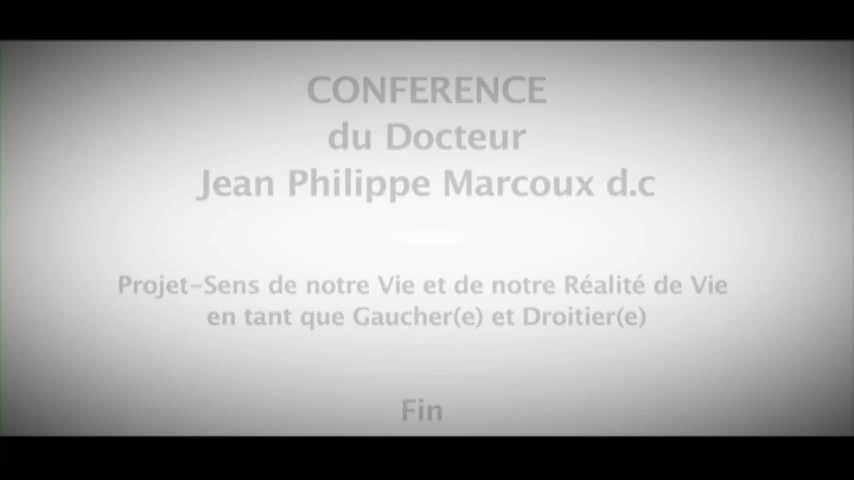 CONFERENCE
du Docteur
Jean Philippe Marcoux d.c
Projet-Sens de notre Vie et de notre Réalité de Vie
en tant que Gaucher(e) et Droitier(e)
Fin